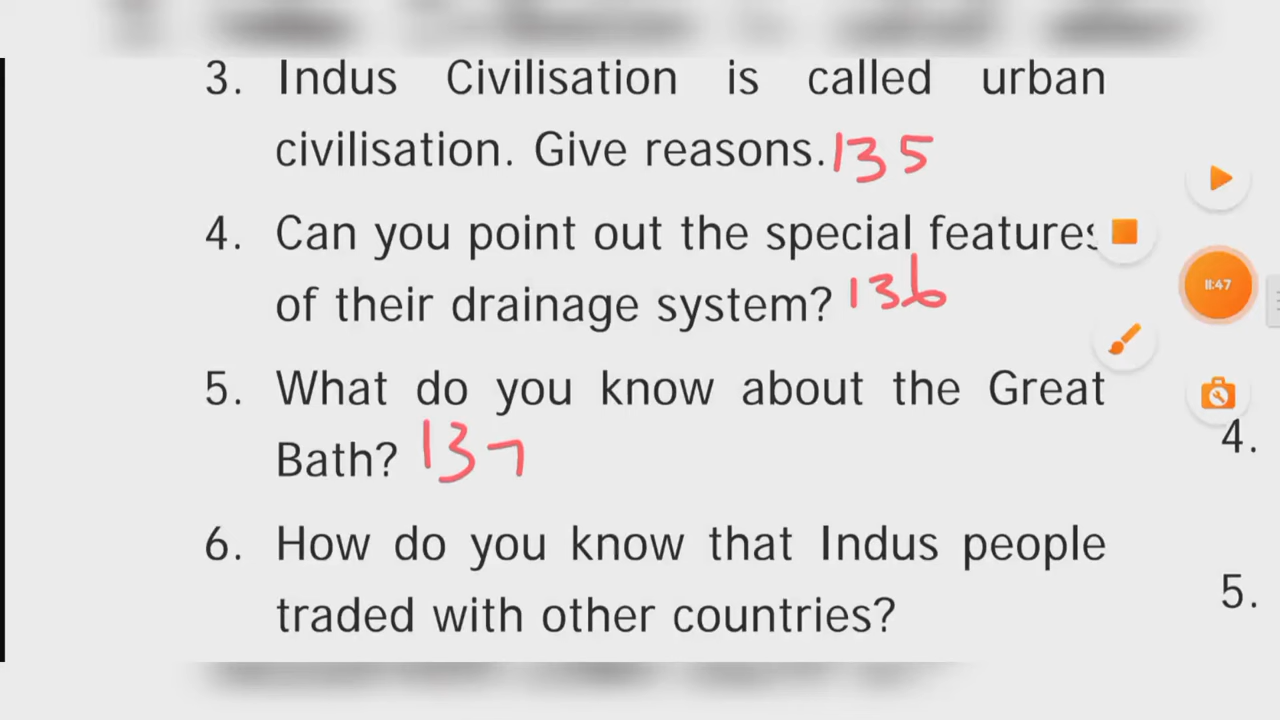 3. Indus Civilisation is called urban
civilisation. Give reasons. 135
4. Can you point out the special features
of their drainage system? 136
5. What do you know about the Great
Bath? 137
6. How do you know that Indus people
traded with other countries?
11:47
4.
5.